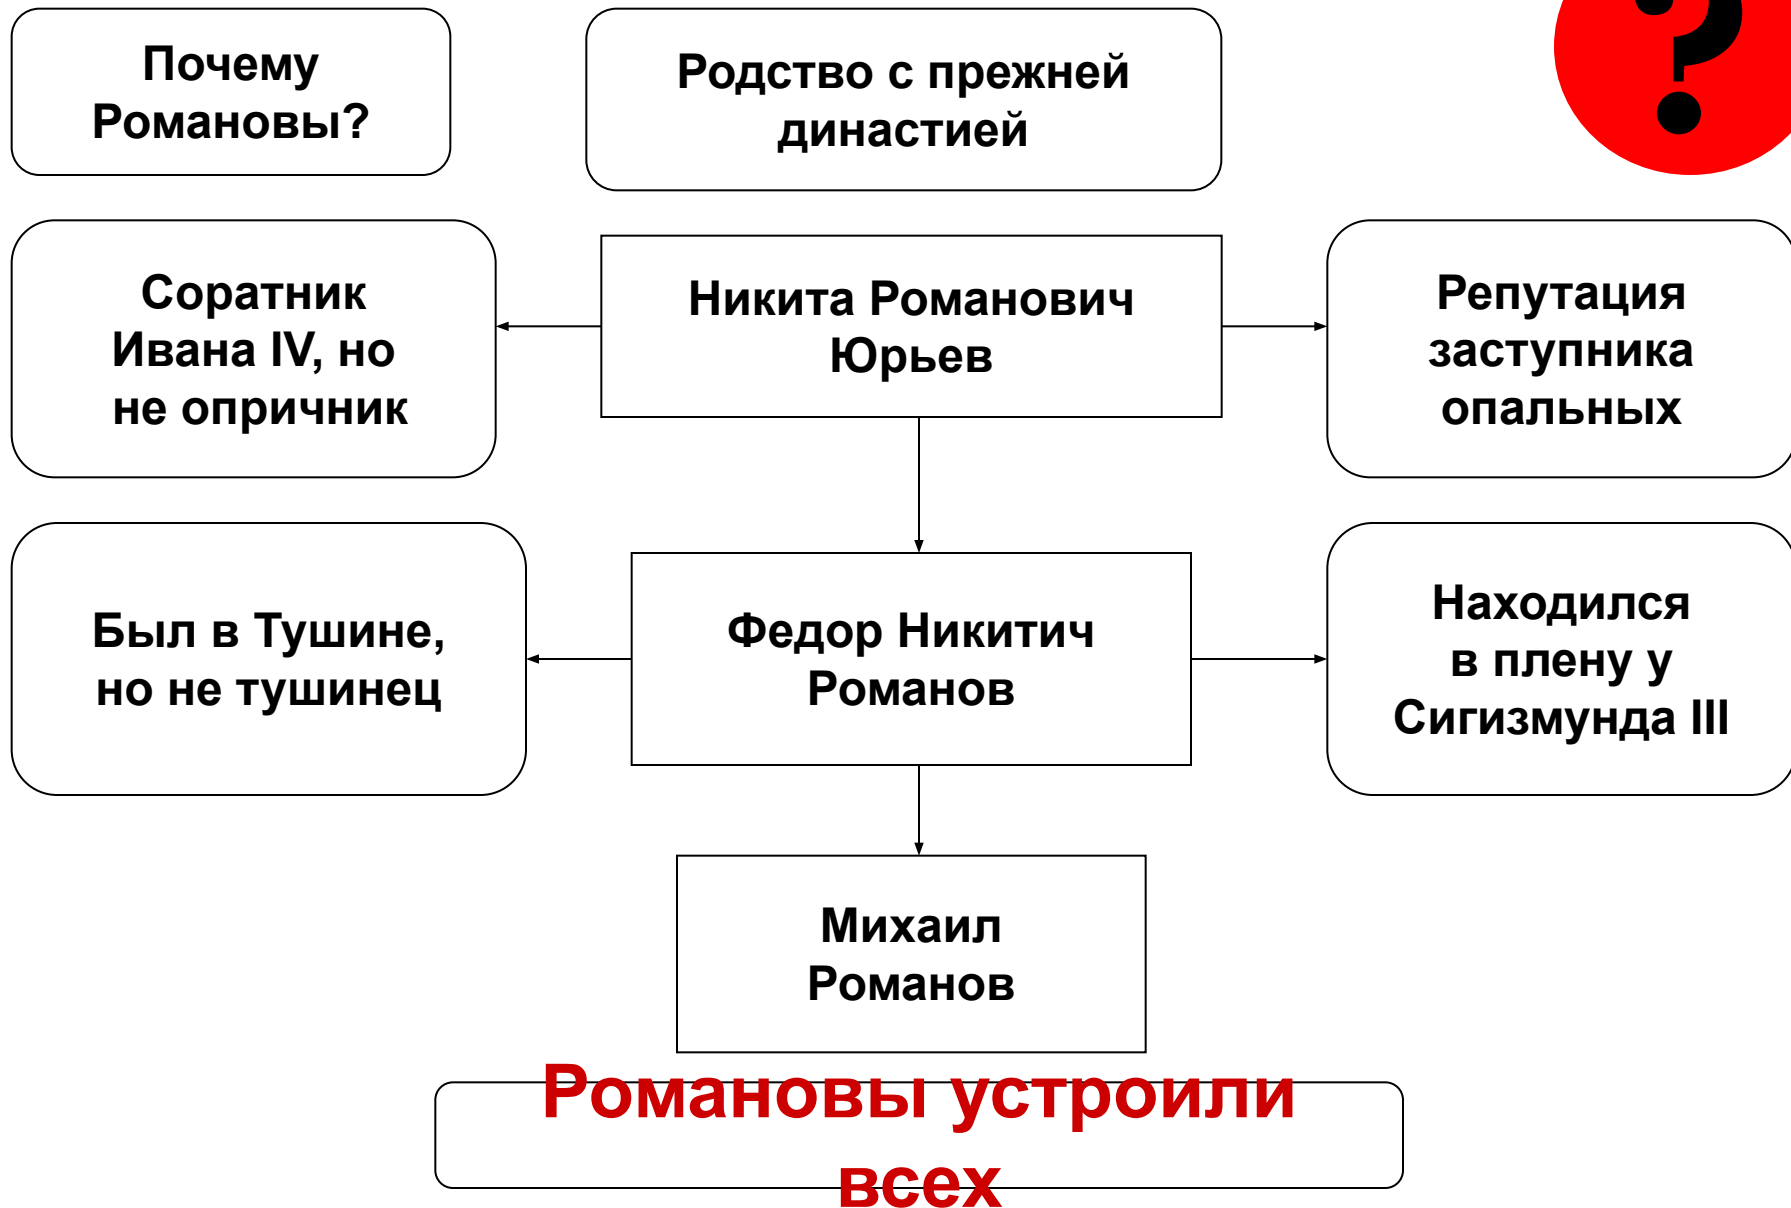 Почему
Романовы?
Родство с прежней
династией
?
Соратник
Ивана IV, но
не опричник
Никита Романович
Юрьев
Репутация
заступника
опальных
Был в Тушине,
но не тушинец
Федор Никитич
Романов
Находился
в плену у
Сигизмунда III
Михаил
Романов
Романовы устроили
всех